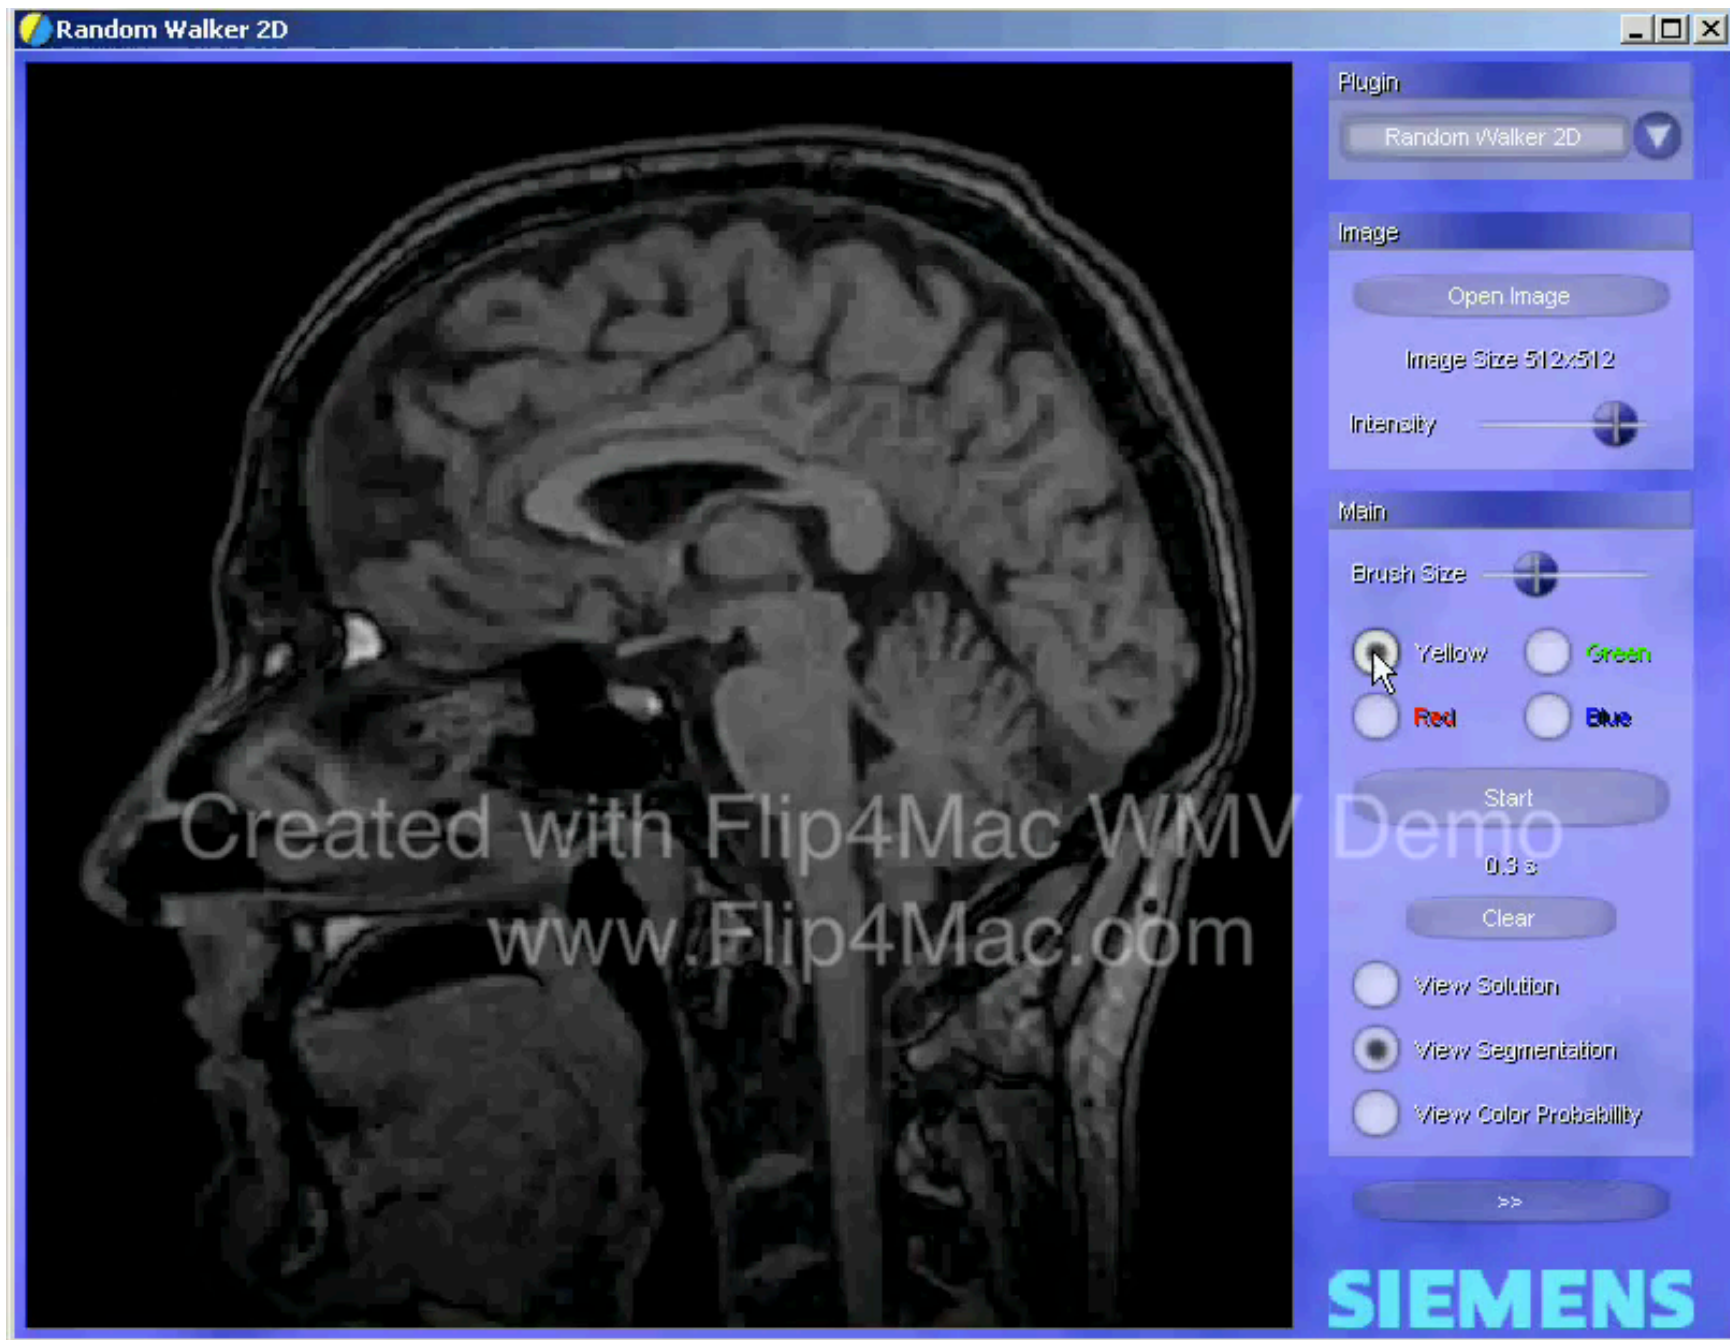 Random Walker 2D
Plugin
Random Walker 2D
Image
Open Image
Image Size 512x512
Intensity
Main
Brush Size
Yellow
Green
Red
Blue
Start
Created with Flip4Mac WMV Demo
0.3 s
Clear
www.Flip4Mac.com
View Solution
View Segmentation
View Color Probability
>>
SIEMENS